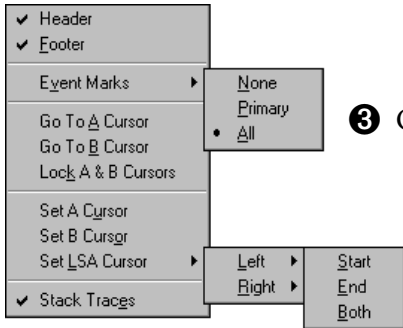 Header
Footer
Event Marks
None
Primary
All
Go To A Cursor
Go To B Cursor
Lock A & B Cursors
Set A Cursor
Set B Cursor
Set LSA Cursor
Left
Right
Start
End
Both
Stack Traces
❸